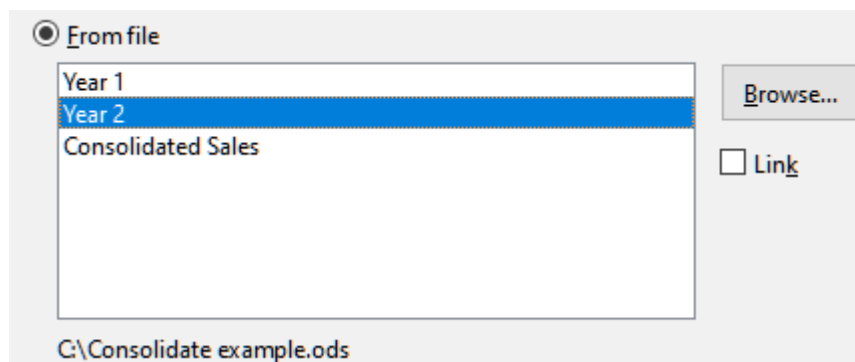 From file
Year 1
Browse...
Year 2
Consolidated Sales
Link
C:\Consolidate example.ods